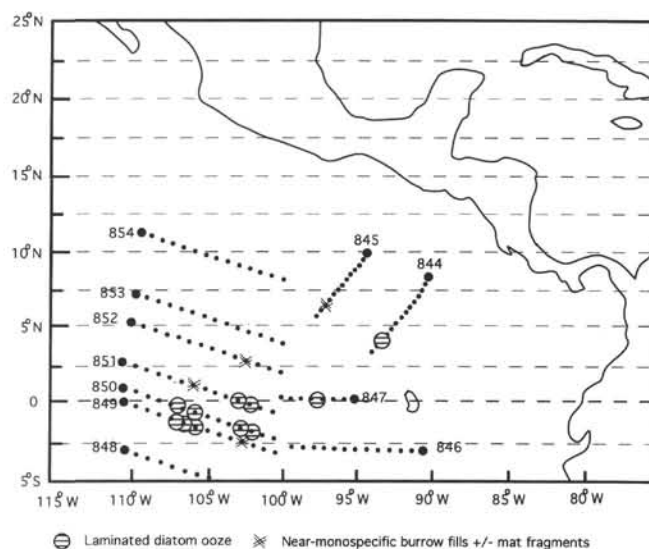 25°N
20°N
15°N
10°N
5°N
0
5°S
854
853
852
851
850
849
848
845
844
847
846
115°W 110°W 105°W 100°W 95°W 90°W 85°W 80°W
Laminated diatom ooze Near-monospecific burrow fills +/- mat fragments